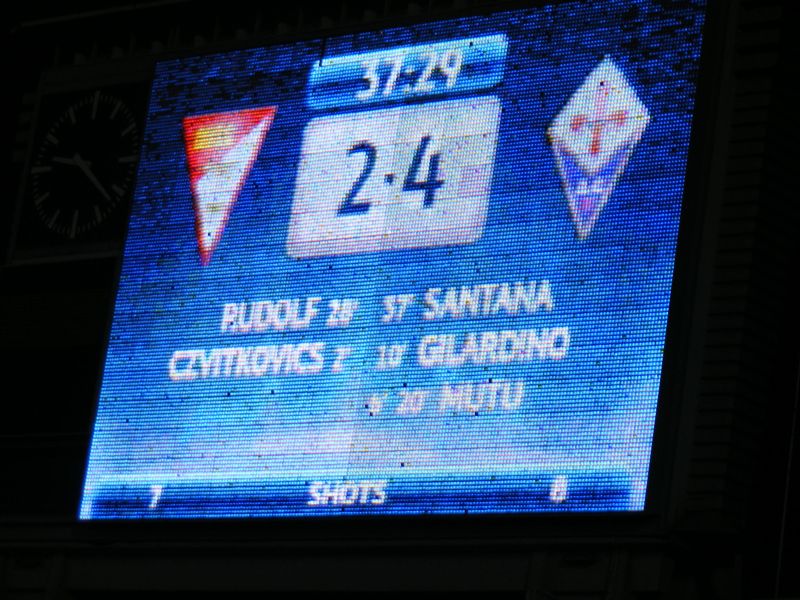 37:29
2-4
RUDOLF 28' 37' SANTANA
CZVITKOVICS 2' 10' GILARDINO
20' MUTU
7 SHOTS 8